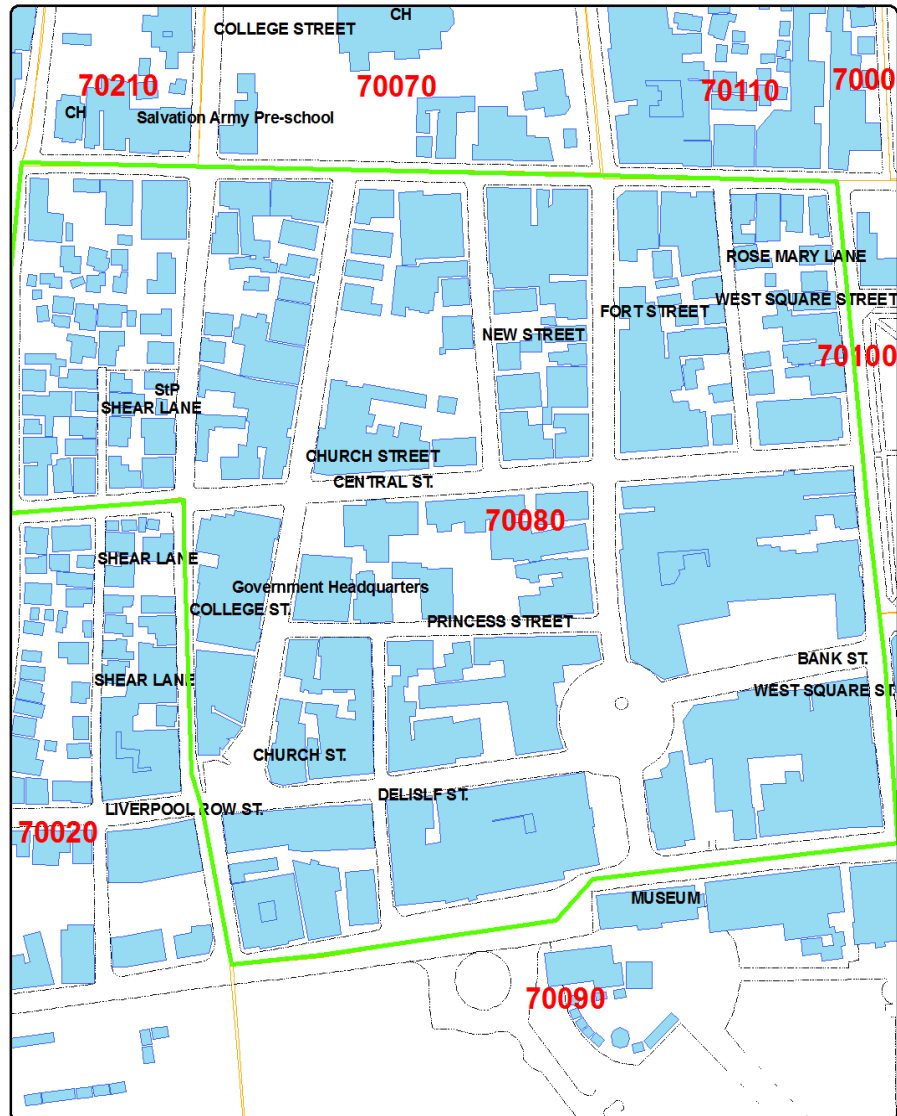 CH
COLLEGE STREET
70210
70070
70110
7000
CH
Salvation Army Pre-school
ROSE MARY LANE
WEST SQUARE STREET
FORT STREET
NEW STREET
70100
StP
SHEAR LANE
CHURCH STREET
CENTRAL ST.
70080
SHEAR LANE
Government Headquarters
COLLEGE ST.
PRINCESS STREET
BANK ST.
SHEAR LANE
WEST SQUARE ST
CHURCH ST.
DELISLF ST.
LIVERPOOL ROW ST.
70020
MUSEUM
70090